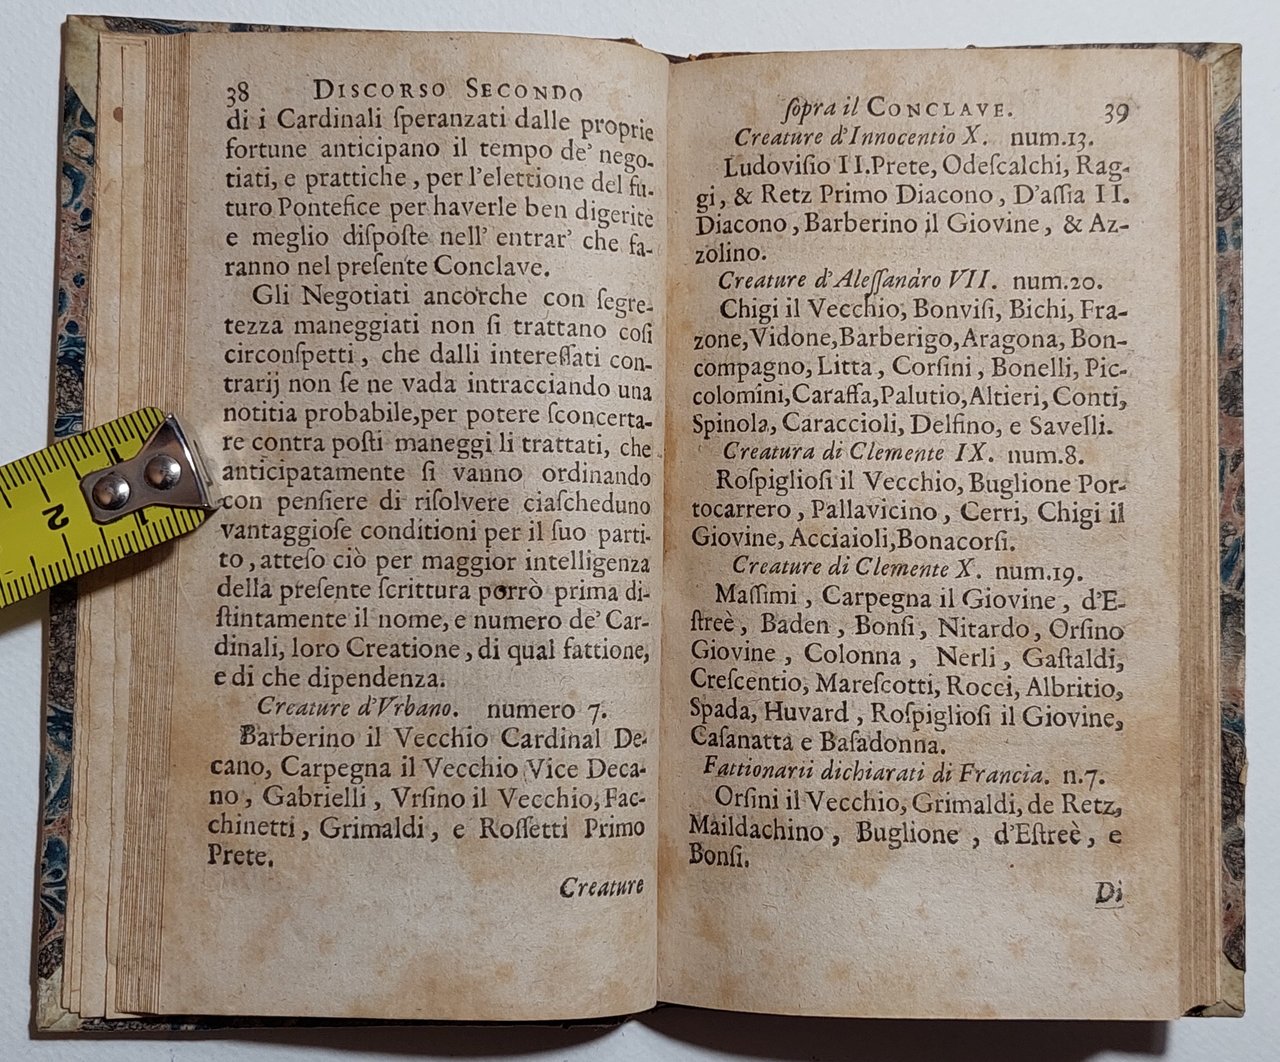 38 DISCORSO SECONDO
di i Cardinali ſperanzati dalle proprie
fortune anticipano il tempo de' nego-
tiati, e prattiche, per l'elettione del fu-
turo Pontefice per haverle ben digerite
e meglio diſpoſte nell' entrar' che fa-
ranno nel preſente Conclave.
Gli Negotiati ancorche con ſegre-
tezza maneggiati non ſi trattano coſi
circonſpetti, che dalli intereſſati con-
trarij non ſe ne vada intracciando una
notitia probabile, per potere ſconcerta-
re contra poſti maneggi li trattati, che
anticipatamente ſi vanno ordinando
con penſiere di riſolvere ciaſcheduno
vantaggioſe conditioni per il ſuo parti-
to, atteſo ciò per maggior intelligenza
della preſente ſcrittura porrò prima di-
ſtintamente il nome, e numero de' Car-
dinali, loro Creatione, di qual fattione,
e di che dipendenza.
Creature d'Vrbano. numero 7.
Barberino il Vecchio Cardinal De-
cano, Carpegna il Vecchio Vice Deca-
no, Gabrielli, Vrſino il Vecchio, Fac-
chinetti, Grimaldi, e Roſſetti Primo
Prete.
Creature
ſopra il CONCLAVE. 39
Creature d'Innocentio X. num.13.
Ludoviſio II.Prete, Odeſcalchi, Rag-
gi, & Retz Primo Diacono, D'aſſia II.
Diacono, Barberino il Giovine, & Az-
zolino.
Creature d'Aleſſandro VII. num.20.
Chigi il Vecchio, Bonviſi, Bichi, Fra-
zone, Vidone, Barberigo, Aragona, Bon-
compagno, Litta, Corſini, Bonelli, Pic-
colomini, Caraffa, Palutio, Altieri, Conti,
Spinola, Caraccioli, Delfino, e Savelli.
Creatura di Clemente IX. num.8.
Roſpiglioſi il Vecchio, Buglione Por-
tocarrero, Pallavicino, Cerri, Chigi il
Giovine, Acciaioli, Bonacorſi.
Creature di Clemente X. num.19.
Maſſimi, Carpegna il Giovine, d'E-
ſtreè, Baden, Bonſi, Nitardo, Orſino
Giovine, Colonna, Nerli, Gaſtaldi,
Creſcentio, Mareſcotti, Rocci, Albritio,
Spada, Huvard, Roſpiglioſi il Giovine,
Caſanatta e Baſadonna.
Fattionarii dichiarati di Francia. n.7.
Orſini il Vecchio, Grimaldi, de Retz,
Maildachino, Buglione, d'Eſtreè, e
Bonſi.
Di
1
2